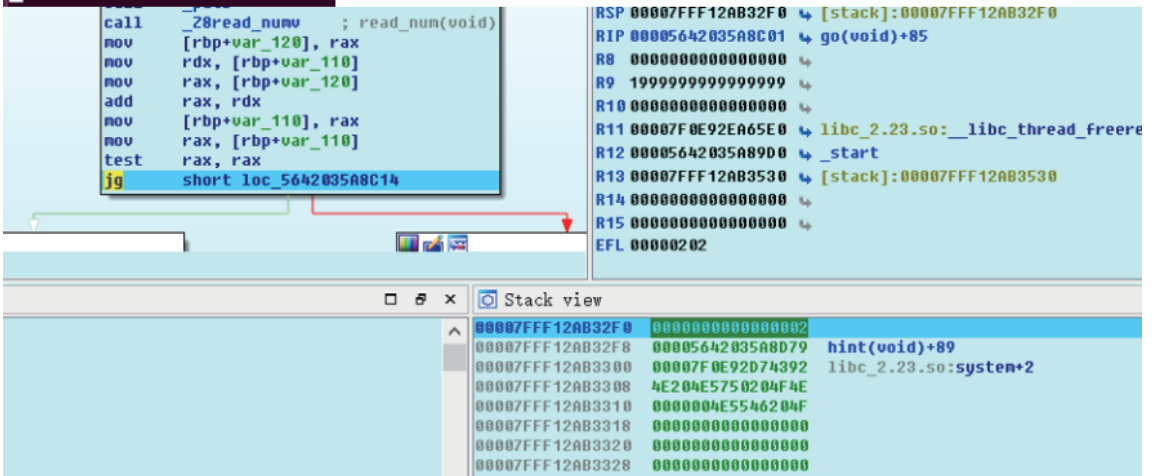 call _Z8read_numv ; read_num(void)
mov [rbp+var_120], rax
mov rdx, [rbp+var_110]
mov rax, [rbp+var_120]
add rax, rdx
mov [rbp+var_110], rax
mov rax, [rbp+var_110]
test rax, rax
jg short loc_5642035A8C14
RSP 00007FFF12AB32F0 [stack]:00007FFF12AB32F0
RIP 00005642035A8C01 go(void)+85
R8 0000000000000000
R9 1999999999999999
R10 0000000000000000
R11 00007F0E92EA65E0 libc_2.23.so:__libc_thread_freere
R12 00005642035A89D0 _start
R13 00007FFF12AB3530 [stack]:00007FFF12AB3530
R14 0000000000000000
R15 0000000000000000
EFL 00000202
Stack view
00007FFF12AB32F0 0000000000000002
00007FFF12AB32F8 00005642035A8D79 hint(void)+89
00007FFF12AB3300 00007F0E92D74392 libc_2.23.so:system+2
00007FFF12AB3308 4E204E5750204F4E
00007FFF12AB3310 0000004E5546204F
00007FFF12AB3318 0000000000000000
00007FFF12AB3320 0000000000000000
00007FFF12AB3328 0000000000000000